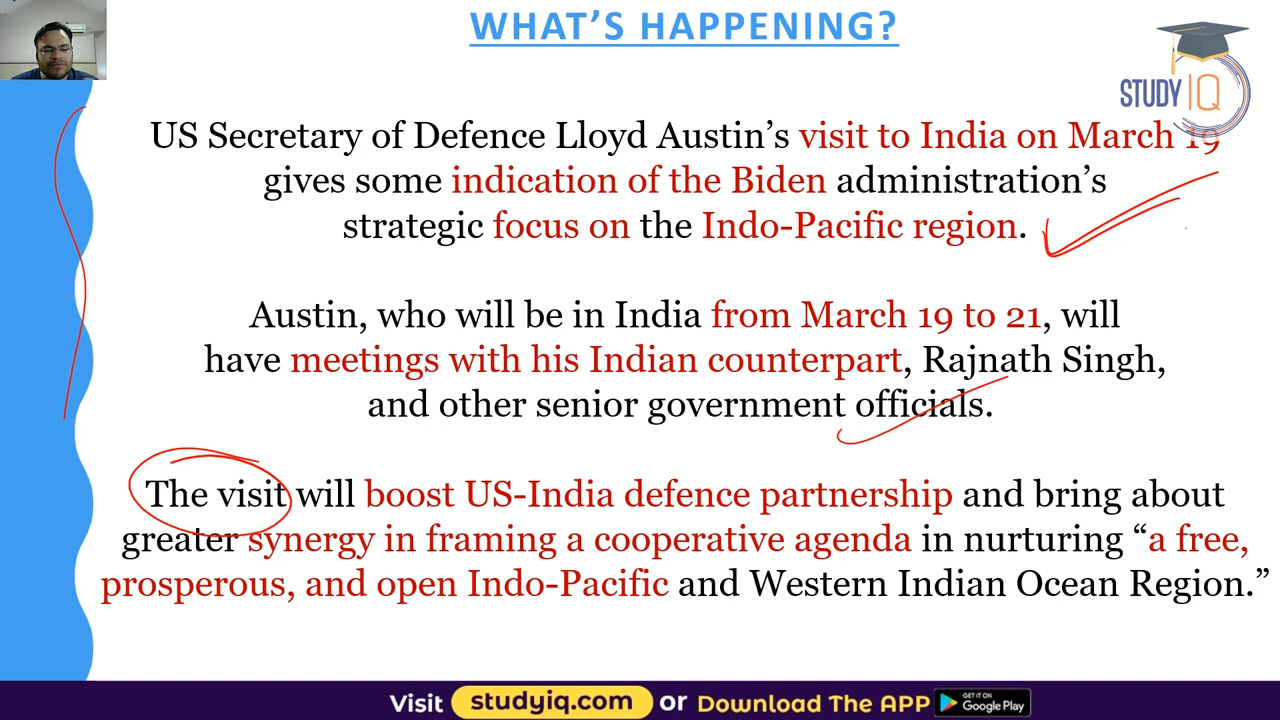 WHAT'S HAPPENING?
STUDY IQ
US Secretary of Defence Lloyd Austin's visit to India on March 19
gives some indication of the Biden administration's
strategic focus on the Indo-Pacific region.
Austin, who will be in India from March 19 to 21, will
have meetings with his Indian counterpart, Rajnath Singh,
and other senior government officials.
The visit will boost US-India defence partnership and bring about
greater synergy in framing a cooperative agenda in nurturing “a free,
prosperous, and open Indo-Pacific and Western Indian Ocean Region.”
Visit studyiq.com or Download The APP GET IT ON Google Play